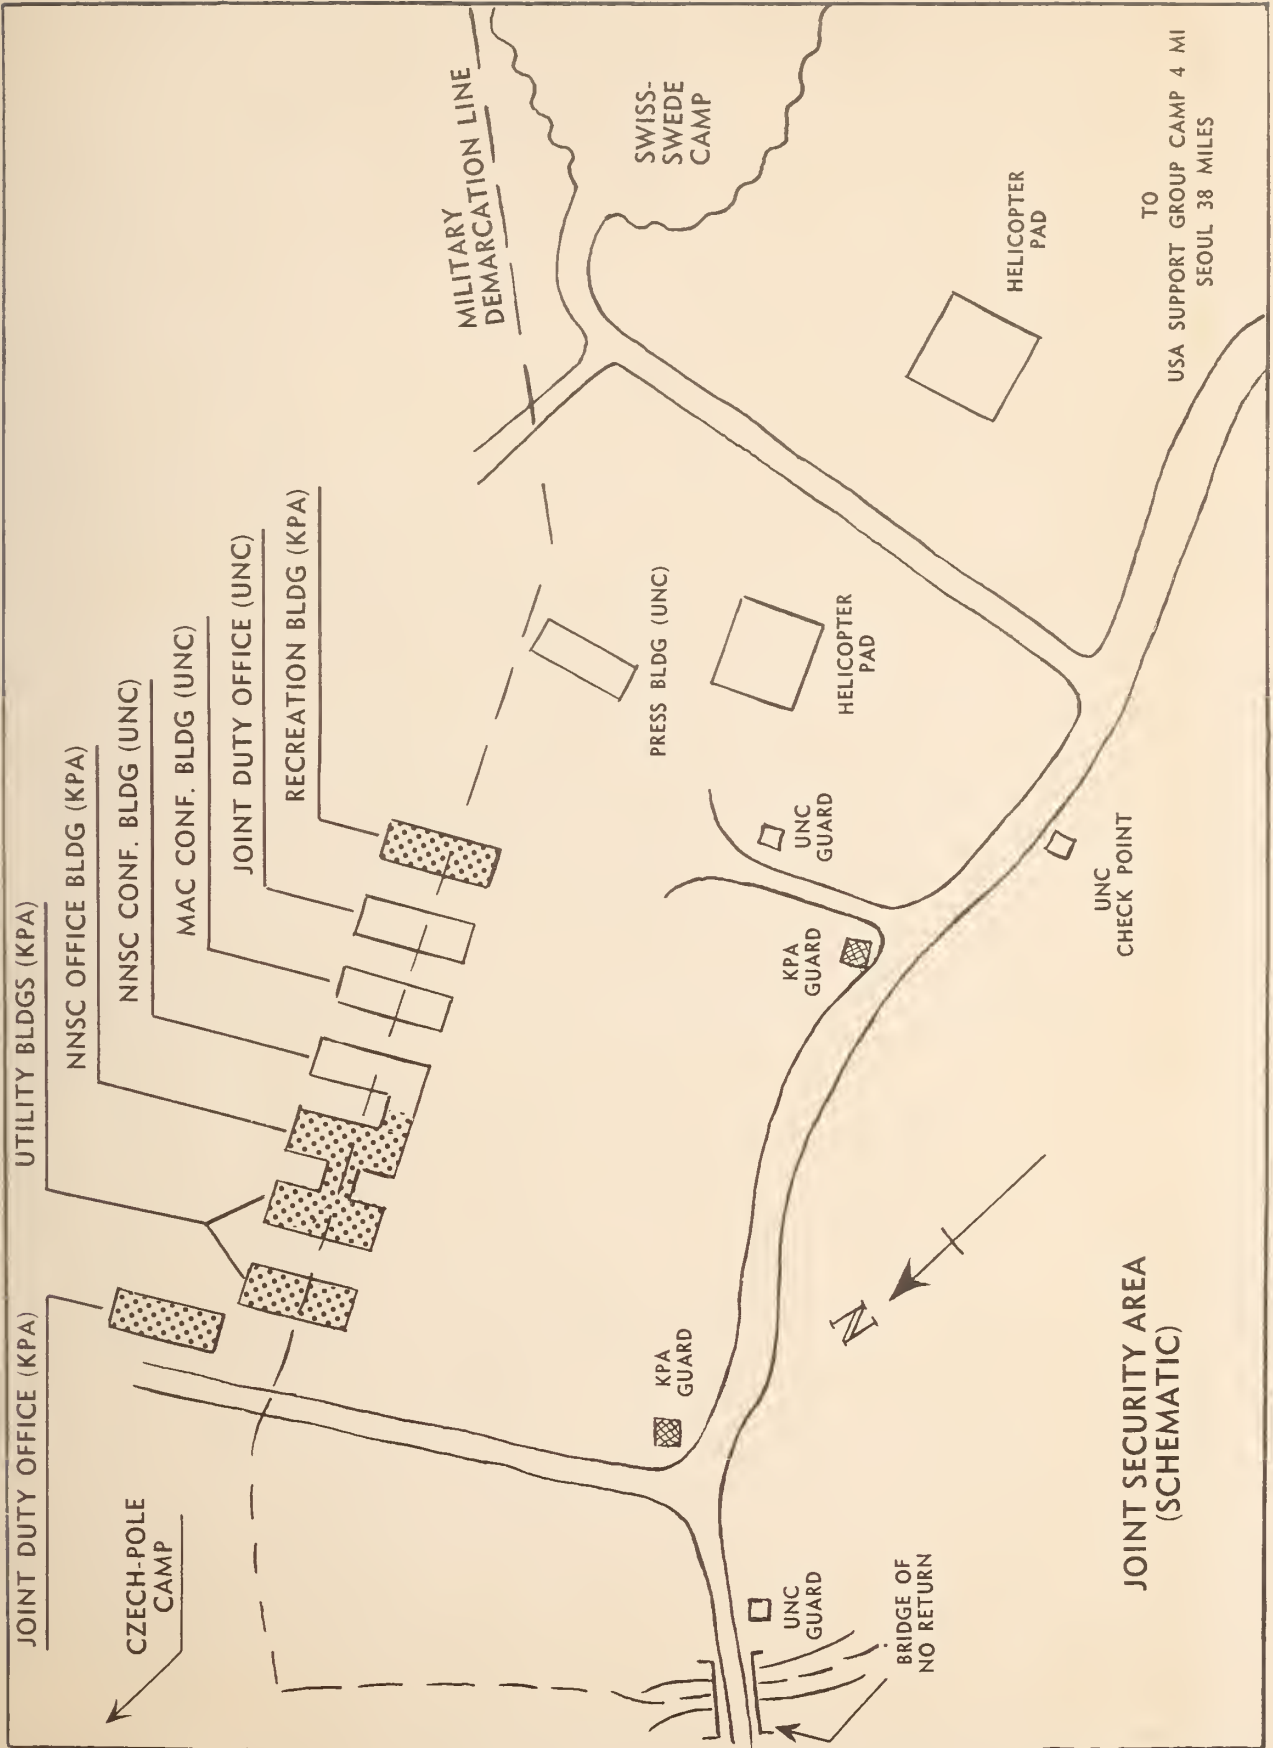 JOINT DUTY OFFICE (KPA)
UTILITY BLDGS (KPA)
NNSC OFFICE BLDG (KPA)
NNSC CONF. BLDG (UNC)
MAC CONF. BLDG (UNC)
JOINT DUTY OFFICE (UNC)
RECREATION BLDG (KPA)
CZECH-POLE
CAMP
MILITARY
DEMARCATION LINE
SWISS-
SWEDE
CAMP
PRESS BLDG (UNC)
HELICOPTER
PAD
HELICOPTER
PAD
UNC
GUARD
KPA
GUARD
KPA
GUARD
UNC
GUARD
UNC
CHECK POINT
BRIDGE OF
NO RETURN
N
TO
USA SUPPORT GROUP CAMP 4 MI
SEOUL 38 MILES
JOINT SECURITY AREA
(SCHEMATIC)